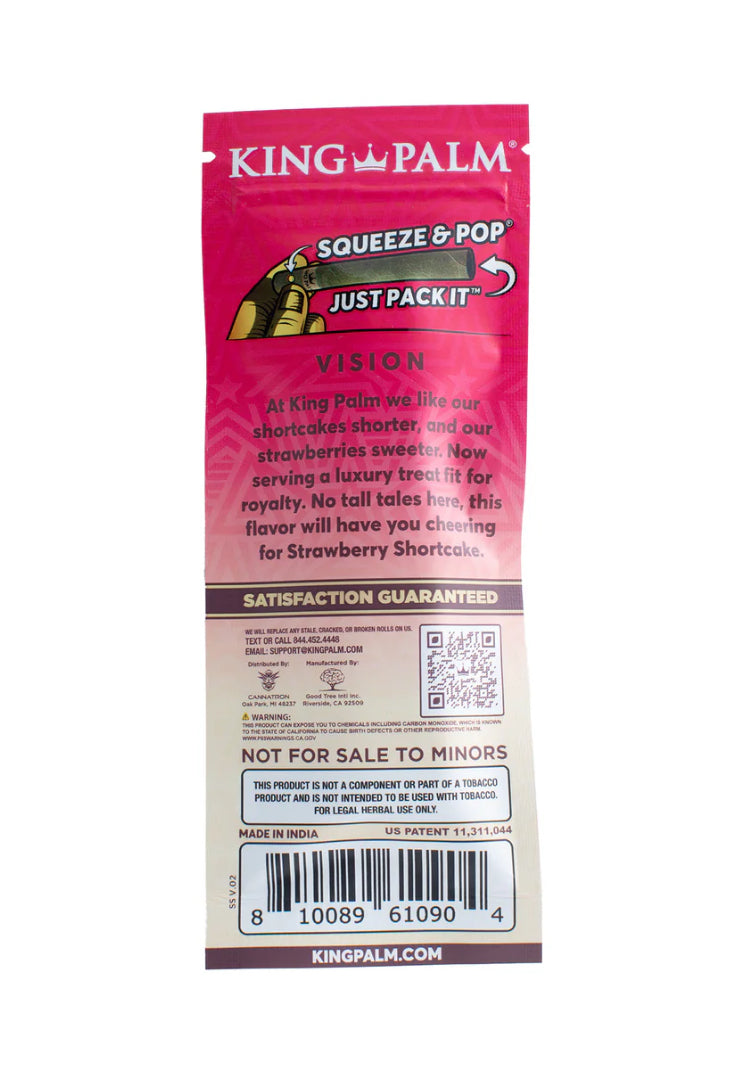 KING PALM®
SQUEEZE & POP®
JUST PACK IT™
VISION
At King Palm we like our
shortcakes shorter, and our
strawberries sweeter. Now
serving a luxury treat fit for
royalty. No tall tales here, this
flavor will have you cheering
for Strawberry Shortcake.
SATISFACTION GUARANTEED
WE WILL REPLACE ANY STALE, CRACKED, OR BROKEN ROLLS ON US.
TEXT OR CALL 844.452.4448
EMAIL: SUPPORT@KINGPALM.COM
Distributed By:
CANNATRON
Oak Park, MI 48237
Manufactured By:
Good Tree Intl Inc.
Riverside, CA 92509
WARNING:
THIS PRODUCT CAN EXPOSE YOU TO CHEMICALS INCLUDING CARBON MONOXIDE, WHICH IS KNOWN
TO THE STATE OF CALIFORNIA TO CAUSE BIRTH DEFECTS OR OTHER REPRODUCTIVE HARM.
WWW.P65WARNINGS.CA.GOV
NOT FOR SALE TO MINORS
THIS PRODUCT IS NOT A COMPONENT OR PART OF A TOBACCO
PRODUCT AND IS NOT INTENDED TO BE USED WITH TOBACCO.
FOR LEGAL HERBAL USE ONLY.
MADE IN INDIA
US PATENT 11,311,044
SS V.02
8 10089 61090 4
KINGPALM.COM